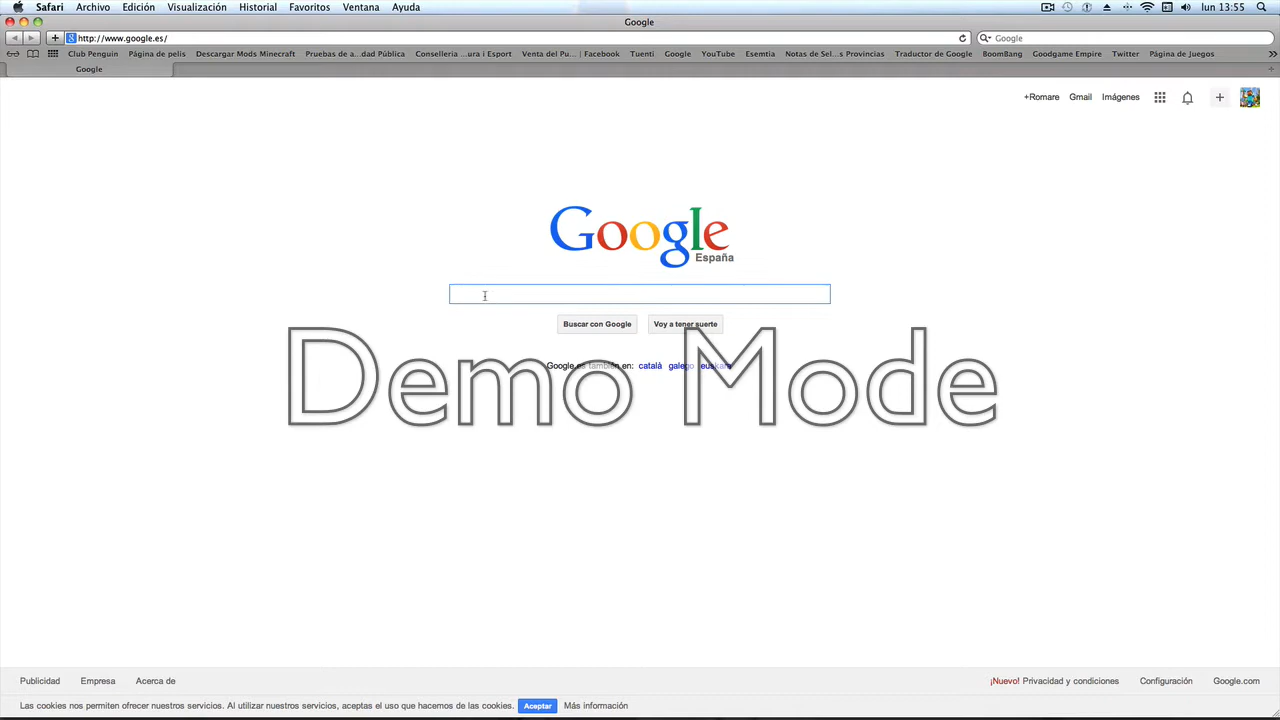 Safari Archivo Edición Visualización Historial Favoritos Ventana Ayuda lun 13:55
Google
http://www.google.es/ Google
Club Penguin Página de pelis Descargar Mods Minecraft Pruebas de a...dad Pública Conselleria ...ura i Esport Venta del Pu... | Facebook Tuenti Google YouTube Esemtia Notas de Sel...s Provincias Traductor de Google BoomBang Goodgame Empire Twitter Página de Juegos
Google
+Romare Gmail Imágenes
Google
España
Buscar con Google Voy a tener suerte
Google.es también en: català galego euskara
Demo Mode
Publicidad Empresa Acerca de ¡Nuevo! Privacidad y condiciones Configuración Google.com
Las cookies nos permiten ofrecer nuestros servicios. Al utilizar nuestros servicios, aceptas el uso que hacemos de las cookies. Aceptar Más información